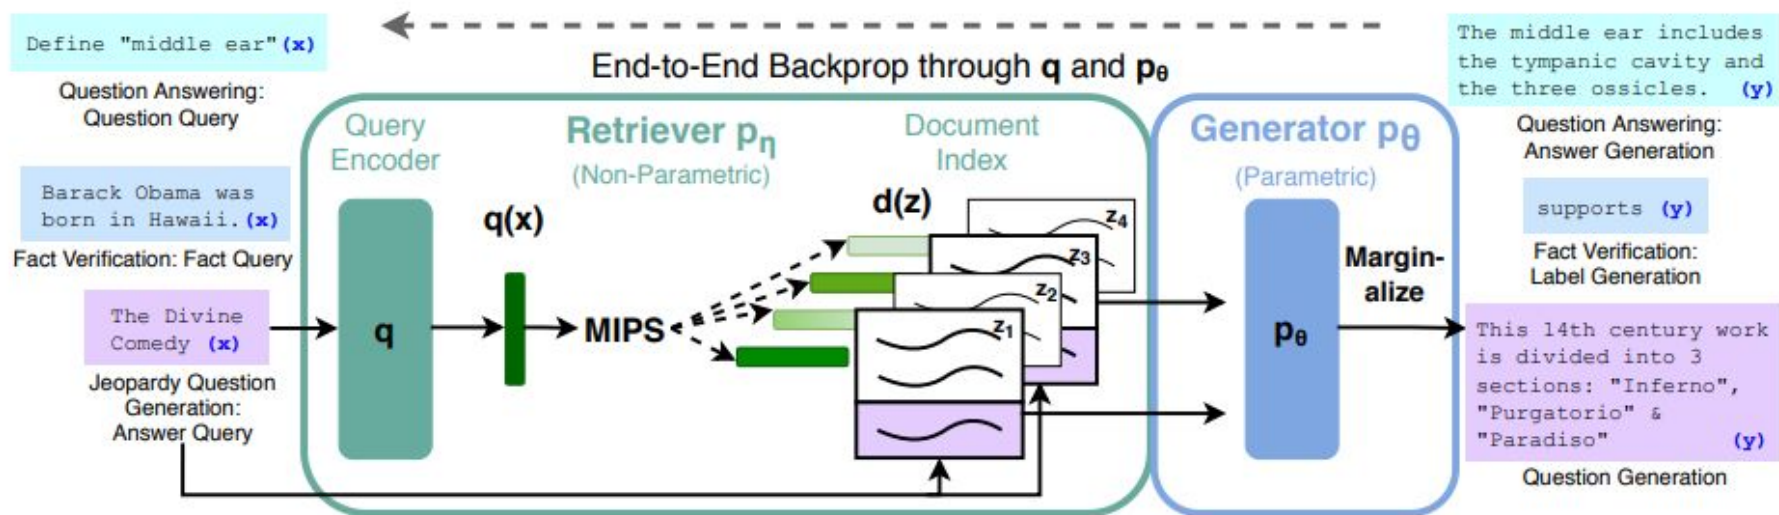 Define "middle ear" (x)
Question Answering:
Question Query
Barack Obama was
born in Hawaii. (x)
Fact Verification: Fact Query
The Divine
Comedy (x)
Jeopardy Question
Generation:
Answer Query
End-to-End Backprop through q and pθ
Query
Encoder
Retriever pη
(Non-Parametric)
Document
Index
q
q(x)
MIPS
d(z)
z4
z3
z2
z1
Generator pθ
(Parametric)
pθ
Margin-
alize
The middle ear includes
the tympanic cavity and
the three ossicles. (y)
Question Answering:
Answer Generation
supports (y)
Fact Verification:
Label Generation
This 14th century work
is divided into 3
sections: "Inferno",
"Purgatorio" &
"Paradiso" (y)
Question Generation